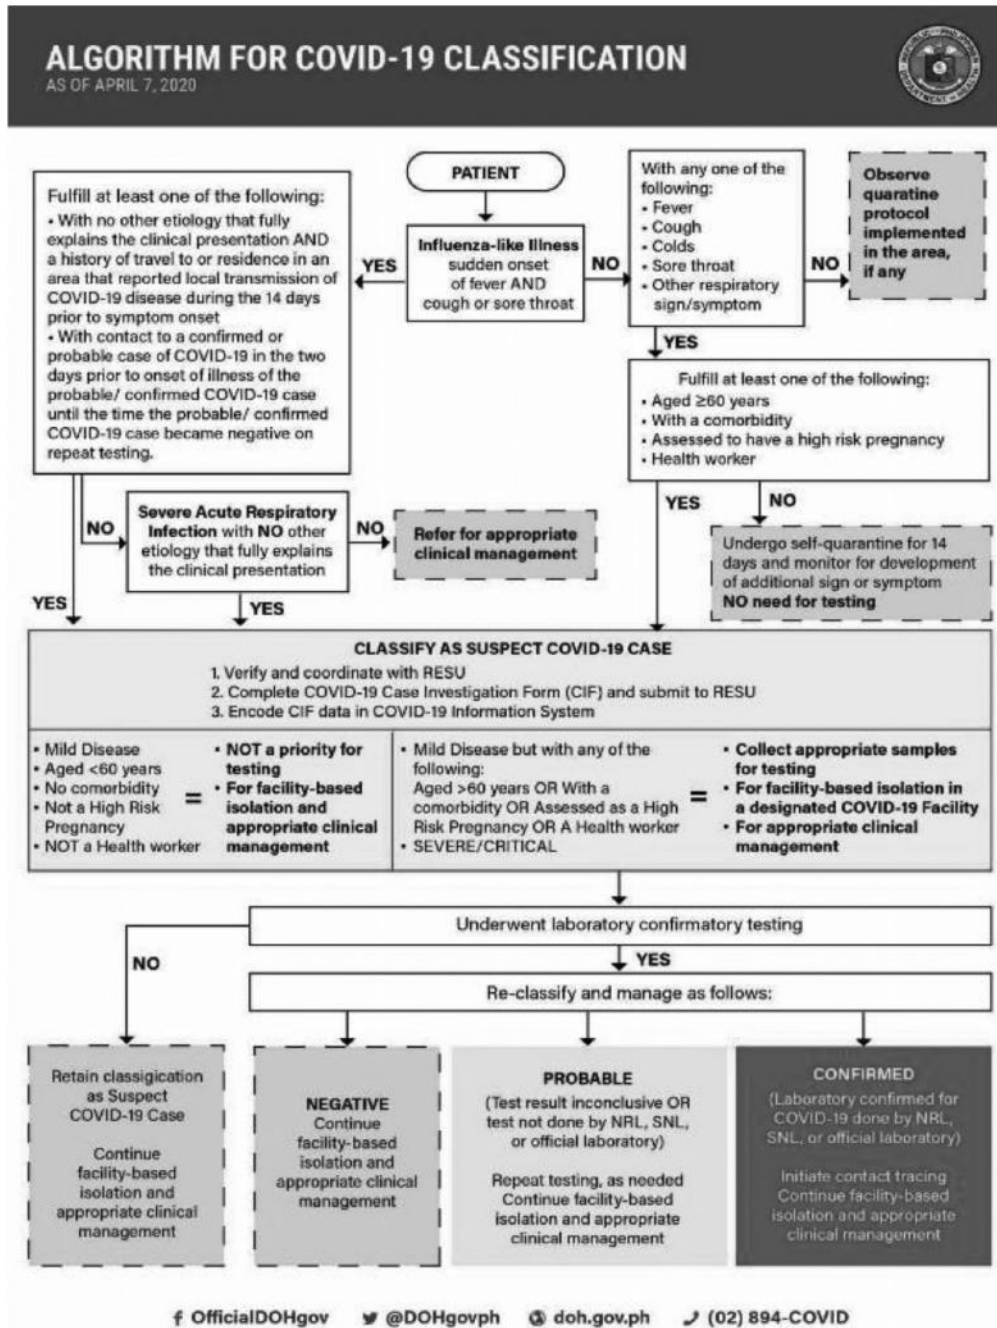 ALGORITHM FOR COVID-19 CLASSIFICATION
AS OF APRIL 7, 2020
PATIENT
Influenza-like Illness
sudden onset
of fever AND
cough or sore throat
YES
NO
Fulfill at least one of the following:
• With no other etiology that fully
explains the clinical presentation AND
a history of travel to or residence in an
area that reported local transmission of
COVID-19 disease during the 14 days
prior to symptom onset
• With contact to a confirmed or
probable case of COVID-19 in the two
days prior to onset of illness of the
probable/ confirmed COVID-19 case
until the time the probable/ confirmed
COVID-19 case became negative on
repeat testing.
With any one of the
following:
• Fever
• Cough
• Colds
• Sore throat
• Other respiratory
sign/symptom
NO
Observe
quaratine
protocol
implemented
in the area,
if any
YES
Fulfill at least one of the following:
• Aged ≥60 years
• With a comorbidity
• Assessed to have a high risk pregnancy
• Health worker
NO
Severe Acute Respiratory
Infection with NO other
etiology that fully explains
the clinical presentation
NO
Refer for appropriate
clinical management
YES
NO
Undergo self-quarantine for 14
days and monitor for development
of additional sign or symptom
NO need for testing
YES
YES
CLASSIFY AS SUSPECT COVID-19 CASE
1. Verify and coordinate with RESU
2. Complete COVID-19 Case Investigation Form (CIF) and submit to RESU
3. Encode CIF data in COVID-19 Information System
• Mild Disease
• Aged <60 years
• No comorbidity
• Not a High Risk
Pregnancy
• NOT a Health worker
=
• NOT a priority for
testing
• For facility-based
isolation and
appropriate clinical
management
• Mild Disease but with any of the
following:
Aged >60 years OR With a
comorbidity OR Assessed as a High
Risk Pregnancy OR A Health worker
• SEVERE/CRITICAL
=
• Collect appropriate samples
for testing
• For facility-based isolation in
a designated COVID-19 Facility
• For appropriate clinical
management
Underwent laboratory confirmatory testing
NO
YES
Re-classify and manage as follows:
Retain classigication
as Suspect
COVID-19 Case
Continue
facility-based
isolation and
appropriate clinical
management
NEGATIVE
Continue
facility-based
isolation and
appropriate clinical
management
PROBABLE
(Test result inconclusive OR
test not done by NRL, SNL,
or official laboratory)
Repeat testing, as needed
Continue facility-based
isolation and appropriate
clinical management
CONFIRMED
(Laboratory confirmed for
COVID-19 done by NRL,
SNL, or official laboratory)
Initiate contact tracing
Continue facility-based
isolation and appropriate
clinical management
OfficialDOHgov @DOHgovph doh.gov.ph (02) 894-COVID